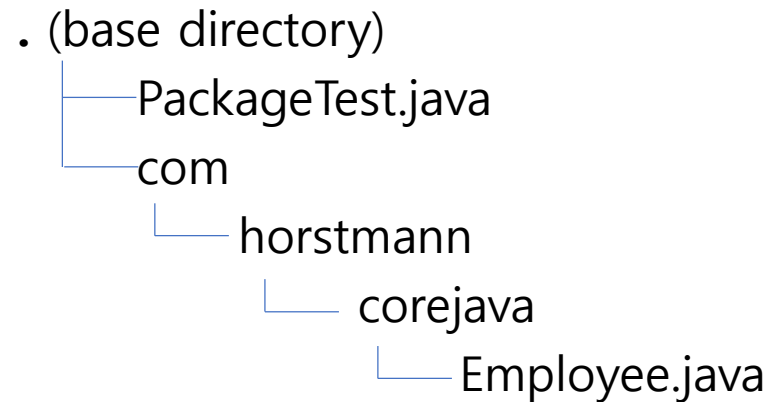 . (base directory)
PackageTest.java
com
horstmann
corejava
Employee.java